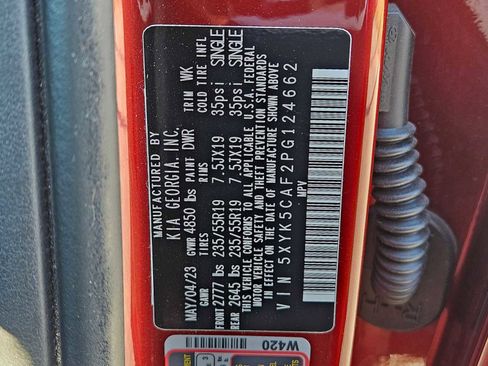 MANUFACTURED BY
KIA GEORGIA, INC.
MAY/04/23 GVWR 4850 lbs PAINT DWR TRIM WK
GAWR TIRES RIMS COLD TIRE INFL
FRONT 2777 lbs 235/55R19 7.5JX19 35psi SINGLE
REAR 2645 lbs 235/55R19 7.5JX19 35psi SINGLE
THIS VEHICLE CONFORMS TO ALL APPLICABLE U.S.A. FEDERAL
MOTOR VEHICLE SAFETY AND THEFT PREVENTION STANDARDS
IN EFFECT ON THE DATE OF MANUFACTURE SHOWN ABOVE
VIN 5XYK5CAF2PG124662
MPV
W420